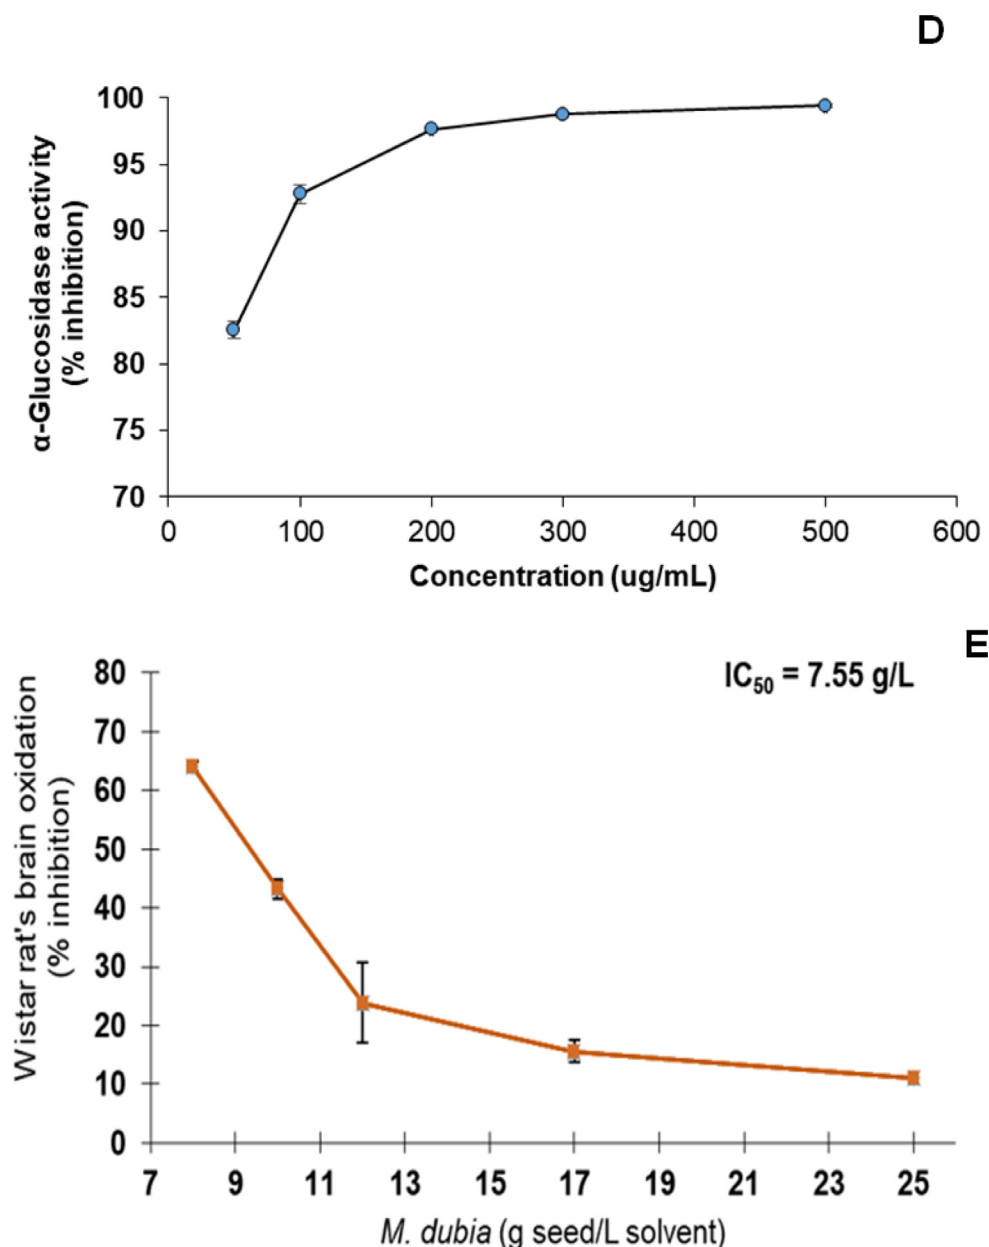 D
α-Glucosidase activity
(% inhibition)
100
95
90
85
80
75
70
0 100 200 300 400 500 600
Concentration (ug/mL)
E
IC₅₀ = 7.55 g/L
Wistar rat's brain oxidation
(% inhibition)
80
70
60
50
40
30
20
10
0
7 9 11 13 15 17 19 21 23 25
M. dubia (g seed/L solvent)